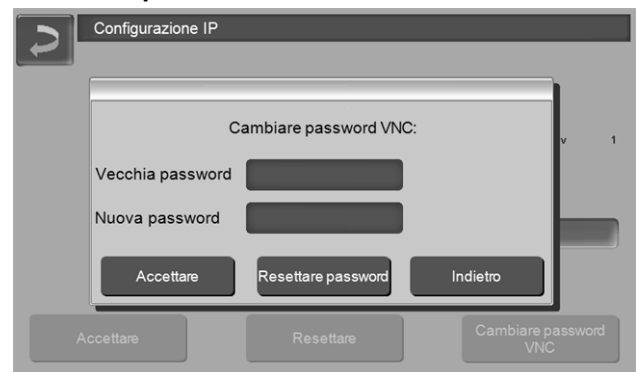 Configurazione IP
Cambiare password VNC:
v 1
Vecchia password
Nuova password
Accettare Resettare password Indietro
Accettare Resettare Cambiare password
VNC